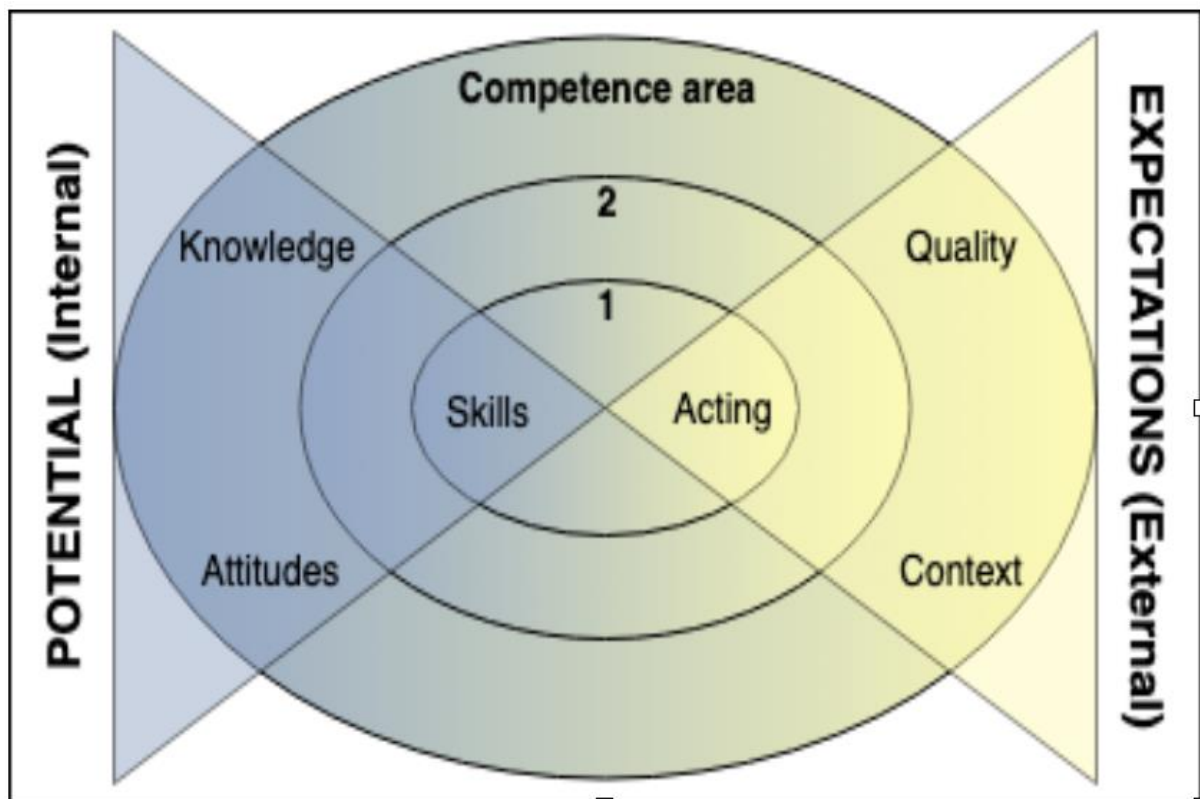 POTENTIAL (Internal)
Competence area
2
1
Knowledge
Quality
Skills
Acting
Attitudes
Context
EXPECTATIONS (External)